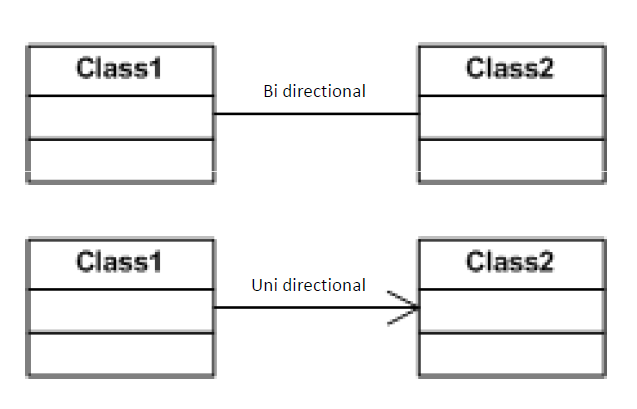 Class1
Bi directional
Class2
Class1
Uni directional
Class2